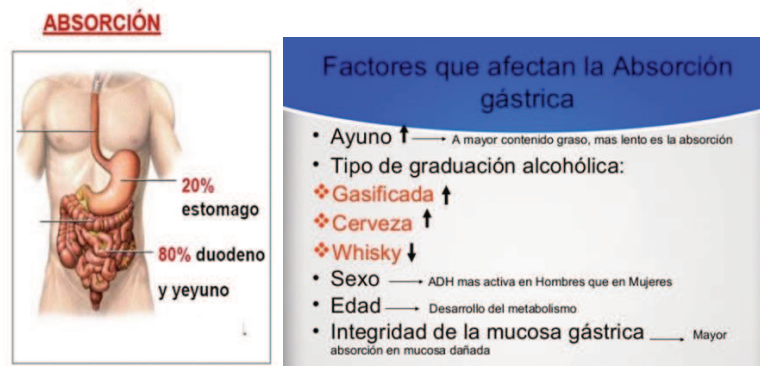 ABSORCIÓN
20%
estomago
80% duodeno
y yeyuno
Factores que afectan la Absorción
gástrica
• Ayuno ↑ → A mayor contenido graso, mas lento es la absorción
• Tipo de graduación alcohólica:
❖Gasificada ↑
❖Cerveza ↑
❖Whisky ↓
• Sexo → ADH mas activa en Hombres que en Mujeres
• Edad → Desarrollo del metabolismo
• Integridad de la mucosa gástrica → Mayor
absorción en mucosa dañada